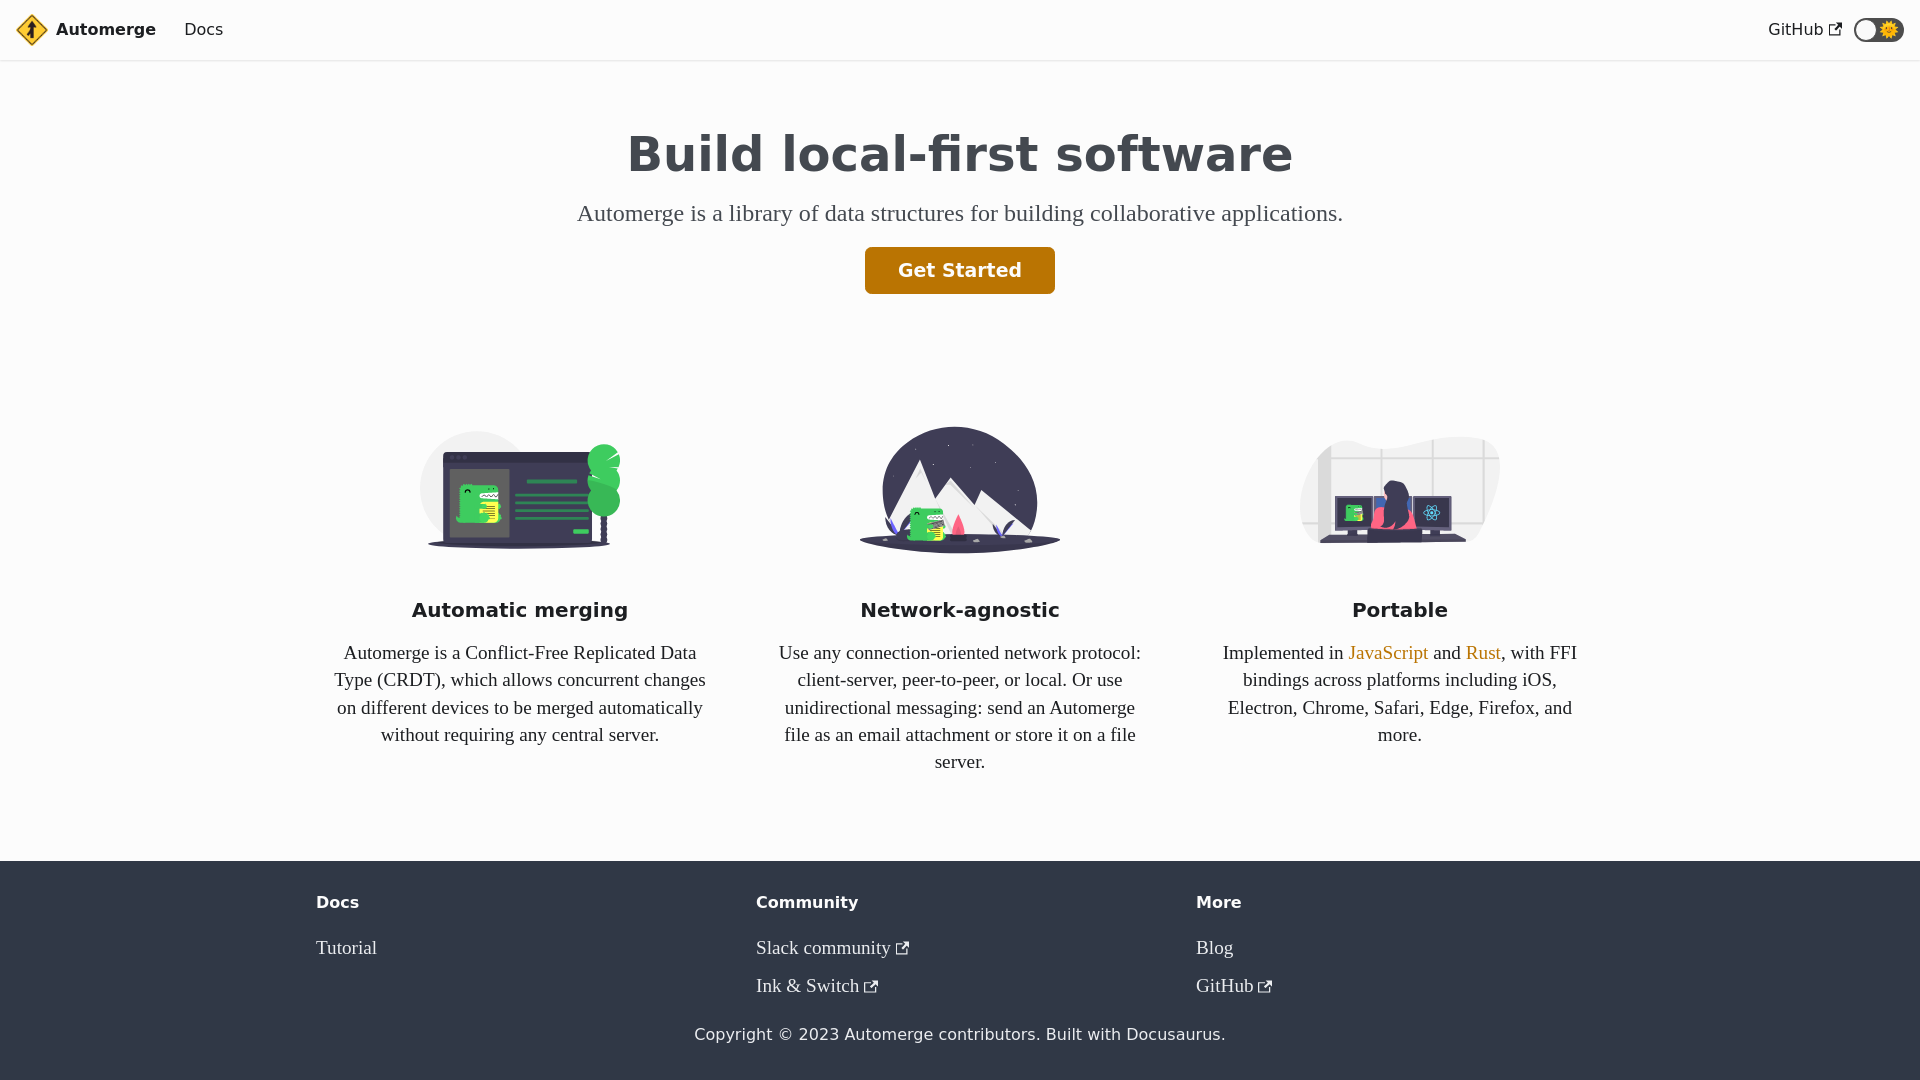 Automerge
Docs
GitHub
Build local-first software
Automerge is a library of data structures for building collaborative applications.
Get Started
Automatic merging
Automerge is a Conflict-Free Replicated Data
Type (CRDT), which allows concurrent changes
on different devices to be merged automatically
without requiring any central server.
Network-agnostic
Use any connection-oriented network protocol:
client-server, peer-to-peer, or local. Or use
unidirectional messaging: send an Automerge
file as an email attachment or store it on a file
server.
Portable
Implemented in JavaScript and Rust, with FFI
bindings across platforms including iOS,
Electron, Chrome, Safari, Edge, Firefox, and
more.
Docs
Tutorial
Community
Slack community
Ink & Switch
More
Blog
GitHub
Copyright © 2023 Automerge contributors. Built with Docusaurus.